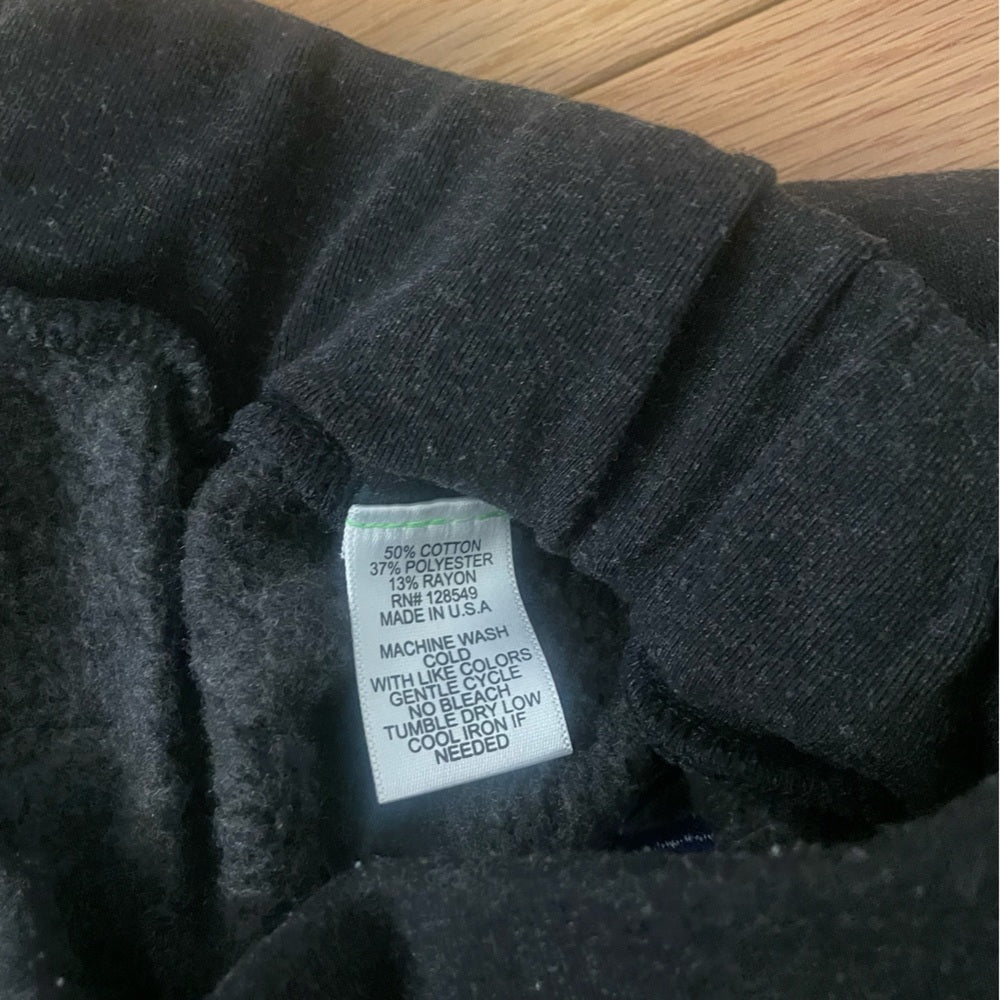 50% COTTON
37% POLYESTER
13% RAYON
RN# 128549
MADE IN U.S.A
MACHINE WASH
COLD
WITH LIKE COLORS
GENTLE CYCLE
NO BLEACH
TUMBLE DRY LOW
COOL IRON IF
NEEDED